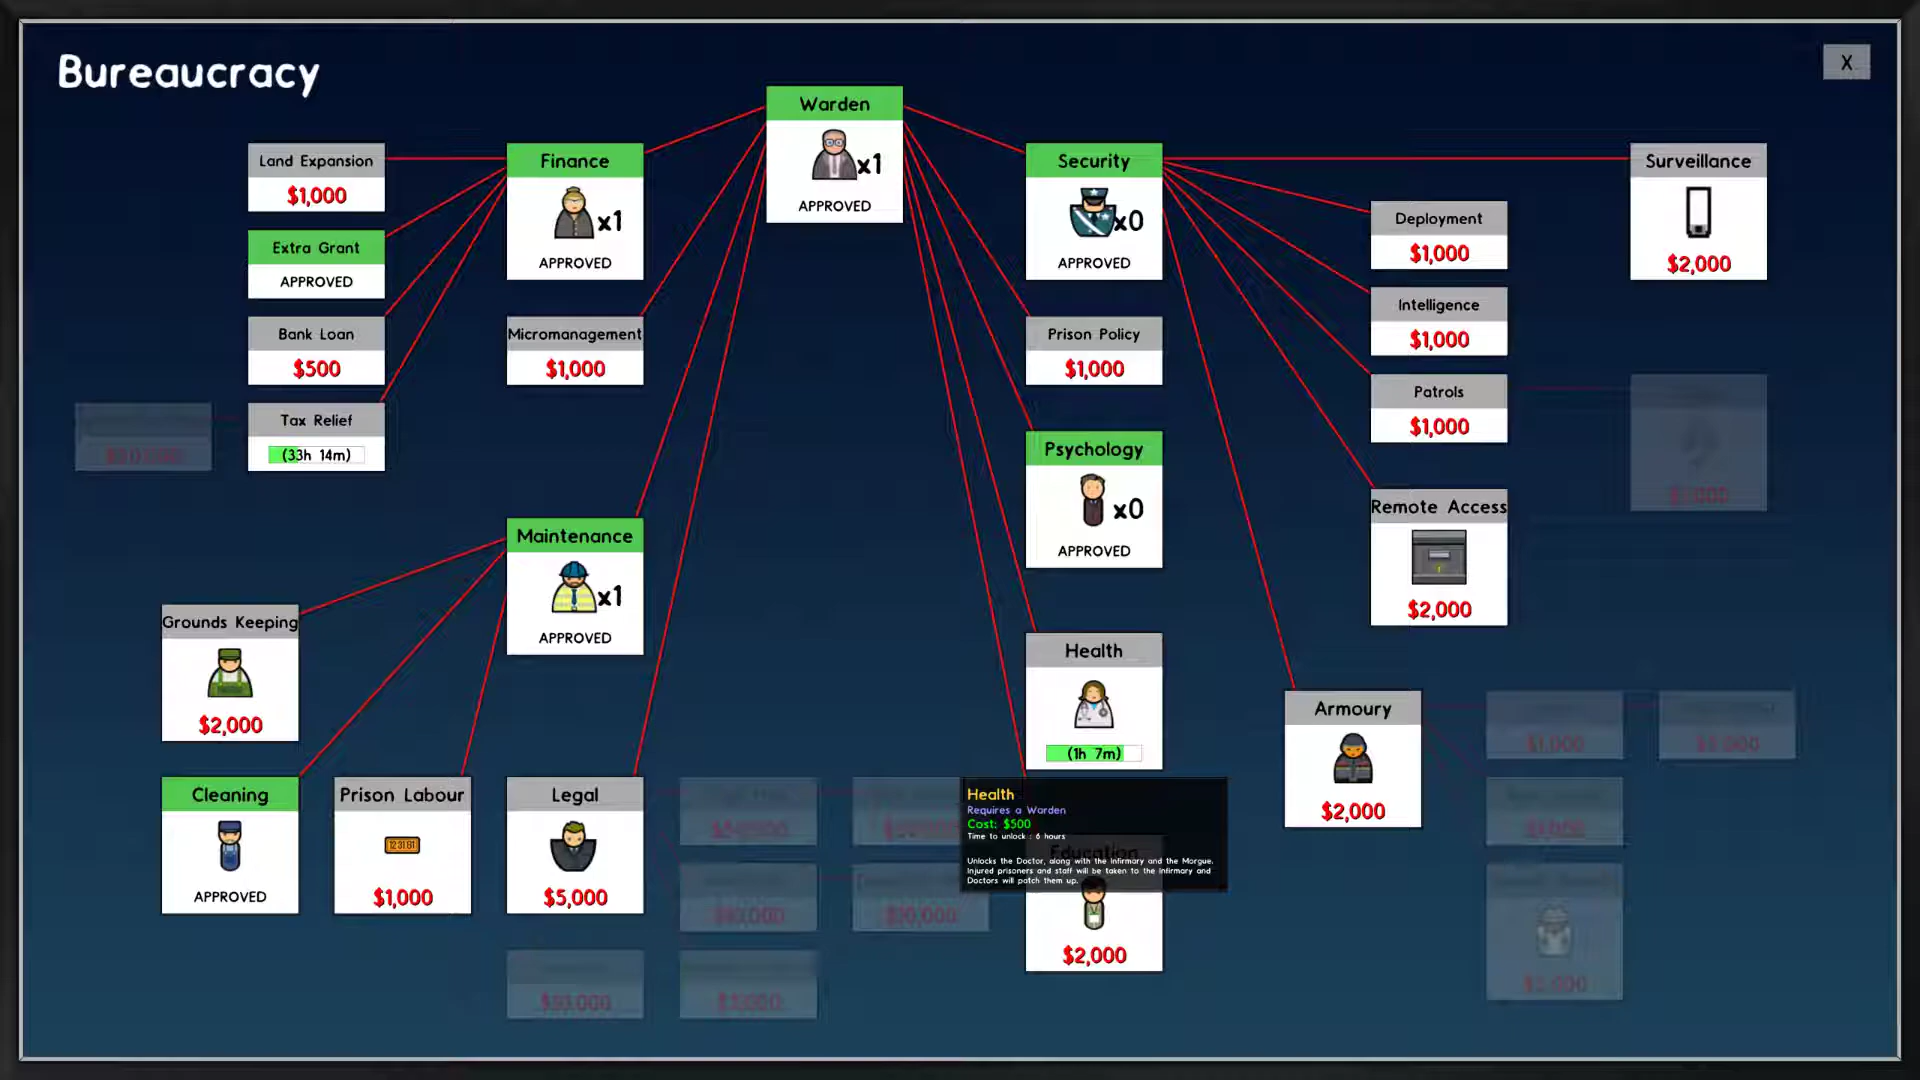 Bureaucracy
X
Warden
x1
APPROVED
Land Expansion
$1,000
Finance
x1
APPROVED
Security
x0
APPROVED
Surveillance
$2,000
Deployment
$1,000
Extra Grant
APPROVED
Intelligence
$1,000
Bank Loan
$500
Micromanagement
$1,000
Prison Policy
$1,000
Patrols
$1,000
Tax Relief
(33h 14m)
Psychology
x0
APPROVED
Remote Access
$2,000
Maintenance
x1
APPROVED
Grounds Keeping
$2,000
Health
(1h 7m)
Armoury
$2,000
Cleaning
APPROVED
Prison Labour
123181
$1,000
Legal
$5,000
Health
Requires a Warden
Cost: $500
Time to unlock : 6 hours
Unlocks the Doctor, along with the Infirmary and the Morgue.
Injured prisoners and staff will be taken to the Infirmary and
Doctors will patch them up.
Education
$2,000